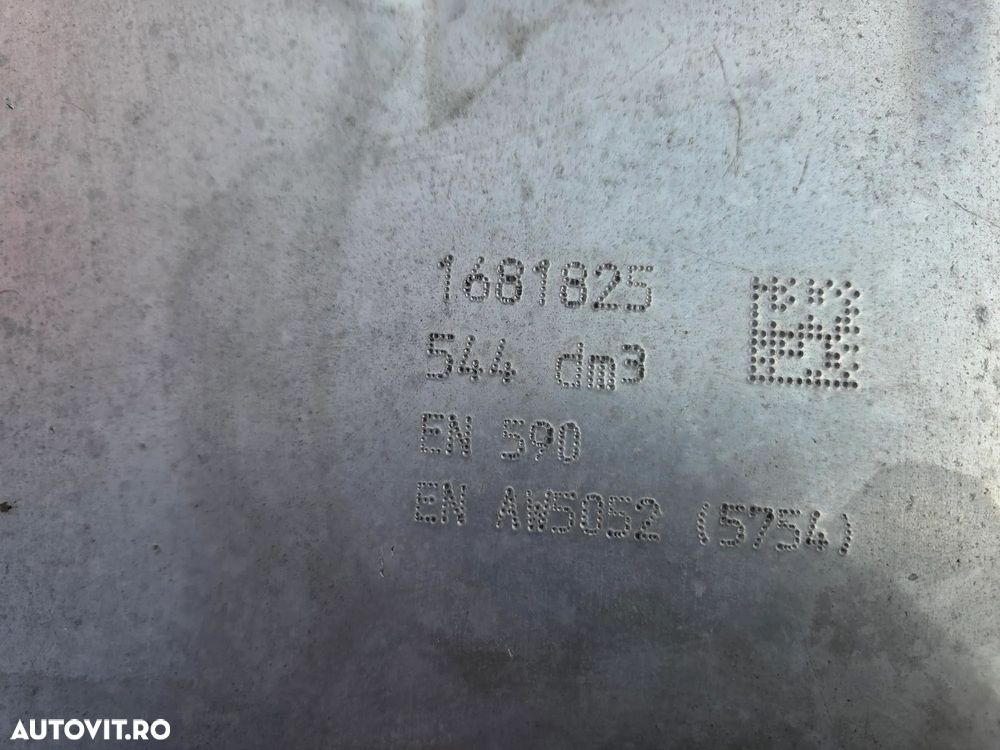 1681825
544 dm3
EN 590
EN AW5052 (5754)
AUTOVIT.RO